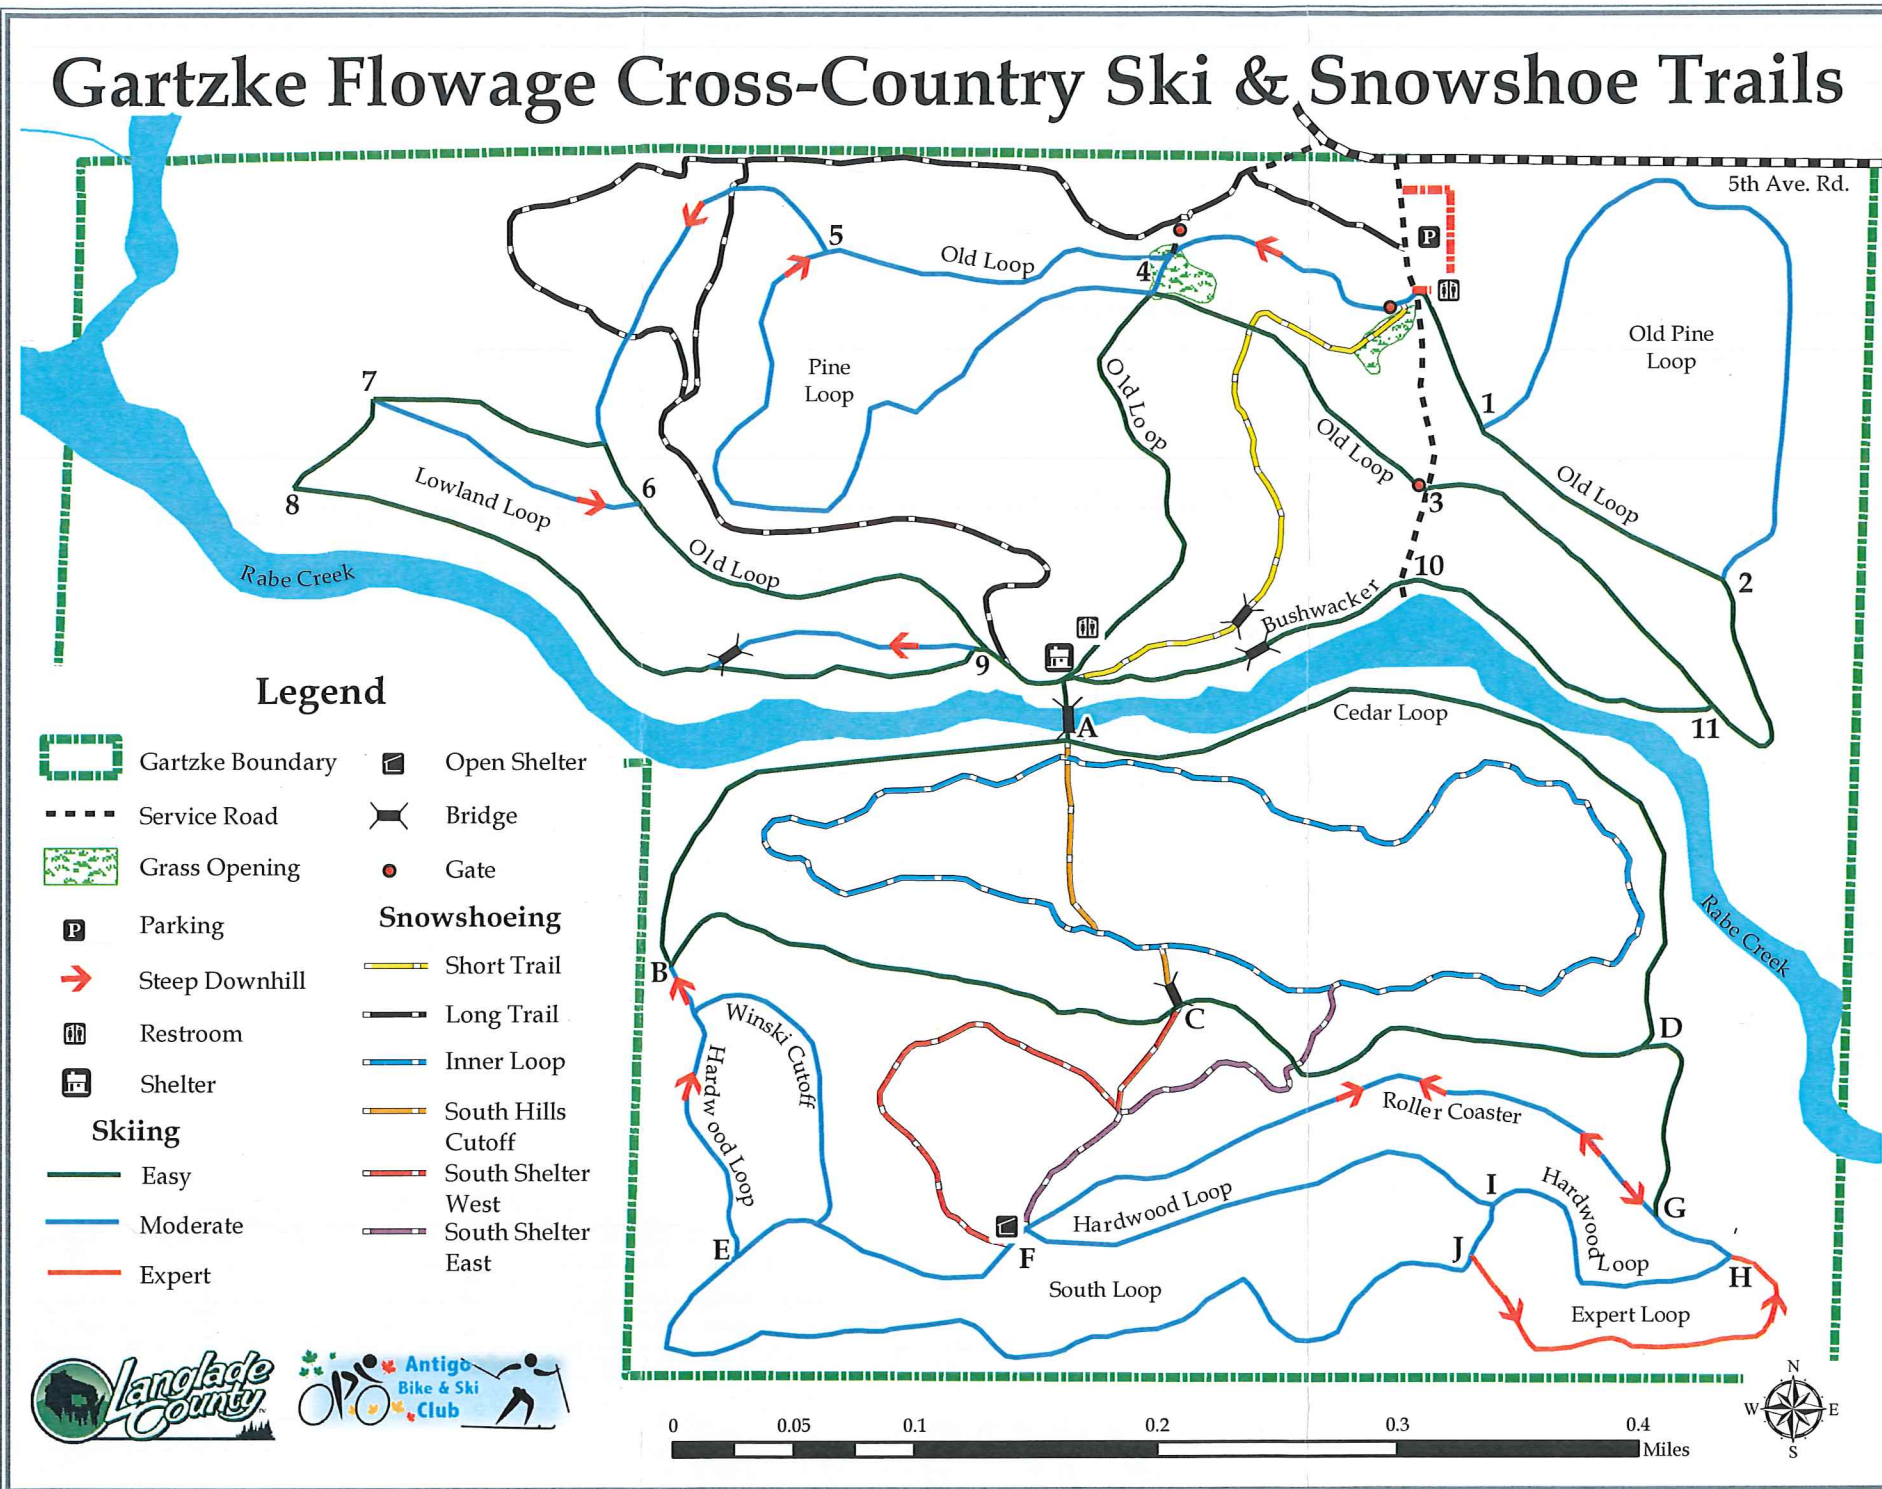 Gartzke Flowage Cross-Country Ski & Snowshoe Trails
5th Ave. Rd.
P
5
Old Loop
4
Old Pine
Loop
Pine
Loop
7
Old Loop
1
Old Loop
Old Loop
8
Lowland Loop
6
3
Old Loop
Rabe Creek
10
2
Bushwacker
9
11
A
Cedar Loop
Rabe Creek
B
C
D
Winski Cutoff
Hardwood Loop
Roller Coaster
Hardwood Loop
I
Hardwood
Loop
G
E
F
J
H
South Loop
Expert Loop
Legend
Gartzke Boundary
Service Road
Grass Opening
P
Parking
Steep Downhill
Restroom
Shelter
Skiing
Easy
Moderate
Expert
Open Shelter
Bridge
Gate
Snowshoeing
Short Trail
Long Trail
Inner Loop
South Hills
Cutoff
South Shelter
West
South Shelter
East
Langlade
County
Antigo
Bike & Ski
Club
0 0.05 0.1 0.2 0.3 0.4
Miles
N
W E
S